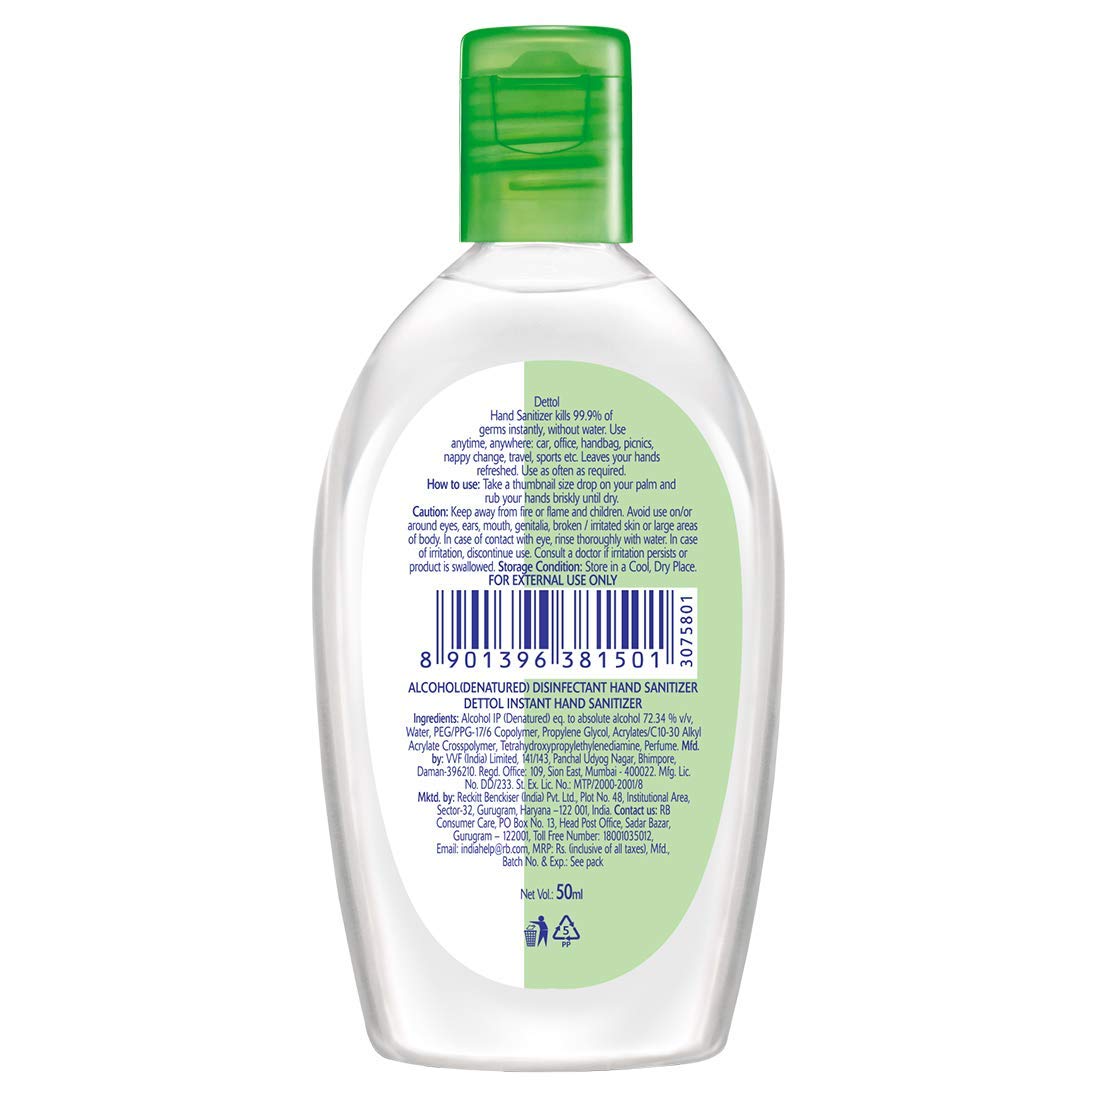 Dettol
Hand Sanitizer kills 99.9% of
germs instantly, without water. Use
anytime, anywhere: car, office, handbag, picnics,
nappy change, travel, sports etc. Leaves your hands
refreshed. Use as often as required.
How to use: Take a thumbnail size drop on your palm and
rub your hands briskly until dry.
Caution: Keep away from fire or flame and children. Avoid use on/or
around eyes, ears, mouth, genitalia, broken / irritated skin or large areas
of body. In case of contact with eye, rinse thoroughly with water. In case
of irritation, discontinue use. Consult a doctor if irritation persists or
product is swallowed. Storage Condition: Store in a Cool, Dry Place.
FOR EXTERNAL USE ONLY
8 901396 381501
3075801
ALCOHOL(DENATURED) DISINFECTANT HAND SANITIZER
DETTOL INSTANT HAND SANITIZER
Ingredients: Alcohol IP (Denatured) eq. to absolute alcohol 72.34 % v/v,
Water, PEG/PPG-17/6 Copolymer, Propylene Glycol, Acrylates/C10-30 Alkyl
Acrylate Crosspolymer, Tetrahydroxypropylethylenediamine, Perfume. Mfd.
by: VVF (India) Limited, 141/143, Panchal Udyog Nagar, Bhimpore,
Daman-396210. Regd. Office: 109, Sion East, Mumbai - 400022. Mfg. Lic.
No. DD/233. St. Ex. Lic. No.: MTP/2000-2001/8
Mktd. by: Reckitt Benckiser (India) Pvt. Ltd., Plot No. 48, Institutional Area,
Sector-32, Gurugram, Haryana –122 001, India. Contact us: RB
Consumer Care, PO Box No. 13, Head Post Office, Sadar Bazar,
Gurugram – 122001, Toll Free Number: 18001035012,
Email: indiahelp@rb.com, MRP: Rs. (inclusive of all taxes), Mfd.,
Batch No. & Exp.: See pack
Net Vol.: 50ml
5
PP